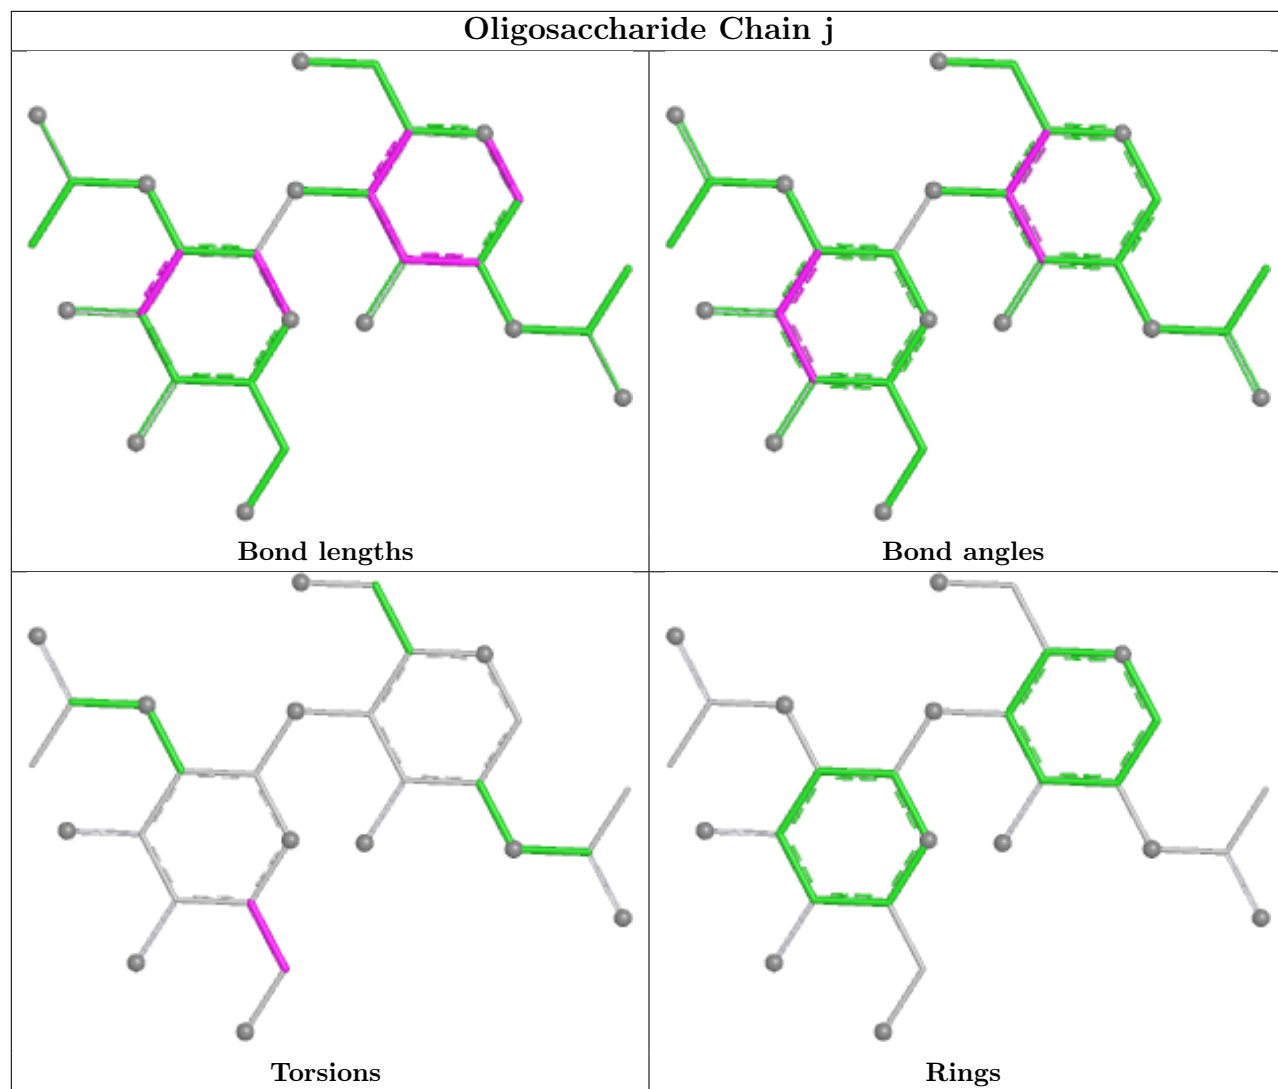 Oligosaccharide Chain j
Bond lengths
Bond angles
Torsions
Rings